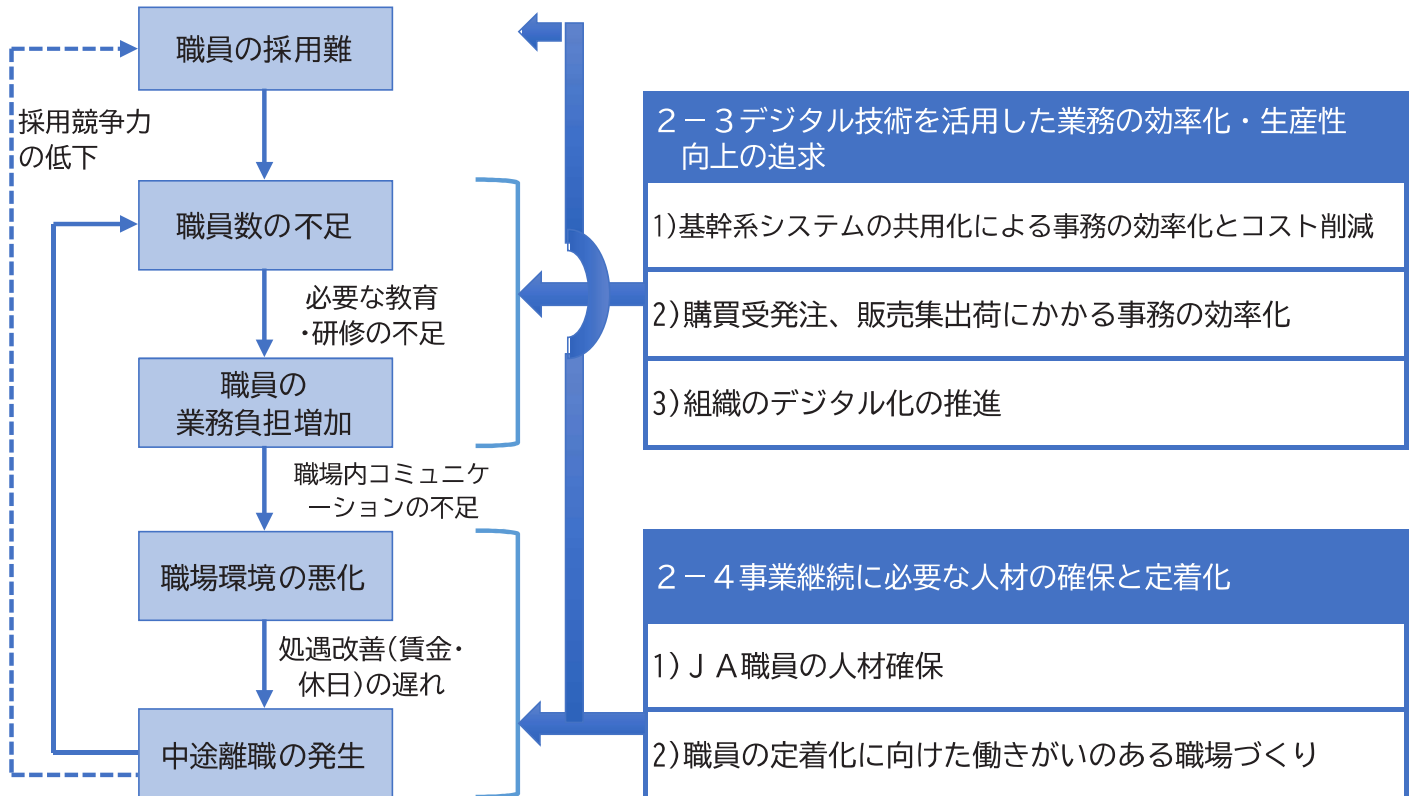 職員の採用難
採用競争力
の低下
職員数の不足
必要な教育
・研修の不足
職員の
業務負担増加
職場内コミュニケ
ーションの不足
職場環境の悪化
処遇改善(賃金・
休日)の遅れ
中途離職の発生
2－3デジタル技術を活用した業務の効率化・生産性
向上の追求
1)基幹系システムの共用化による事務の効率化とコスト削減
2)購買受発注、販売集出荷にかかる事務の効率化
3)組織のデジタル化の推進
2－4事業継続に必要な人材の確保と定着化
1)ＪＡ職員の人材確保
2)職員の定着化に向けた働きがいのある職場づくり